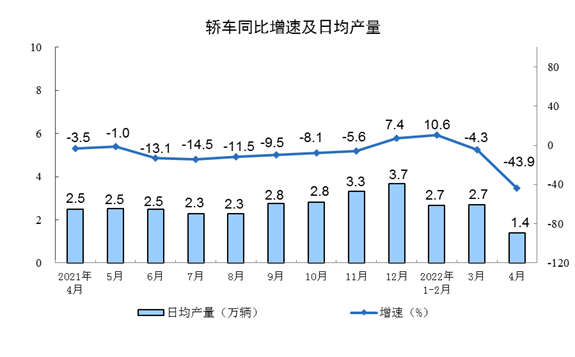 轿车同比增速及日均产量
10
8
6
4
2
0
80
40
0
-40
-80
-120
-3.5
-1.0
-13.1
-14.5
-11.5
-9.5
-8.1
-5.6
7.4
10.6
-4.3
-43.9
2.5
2.5
2.5
2.3
2.3
2.8
2.8
3.3
3.7
2.7
2.7
1.4
2021年
4月
5月
6月
7月
8月
9月
10月
11月
12月
2022年
1-2月
3月
4月
日均产量（万辆）
增速（%）